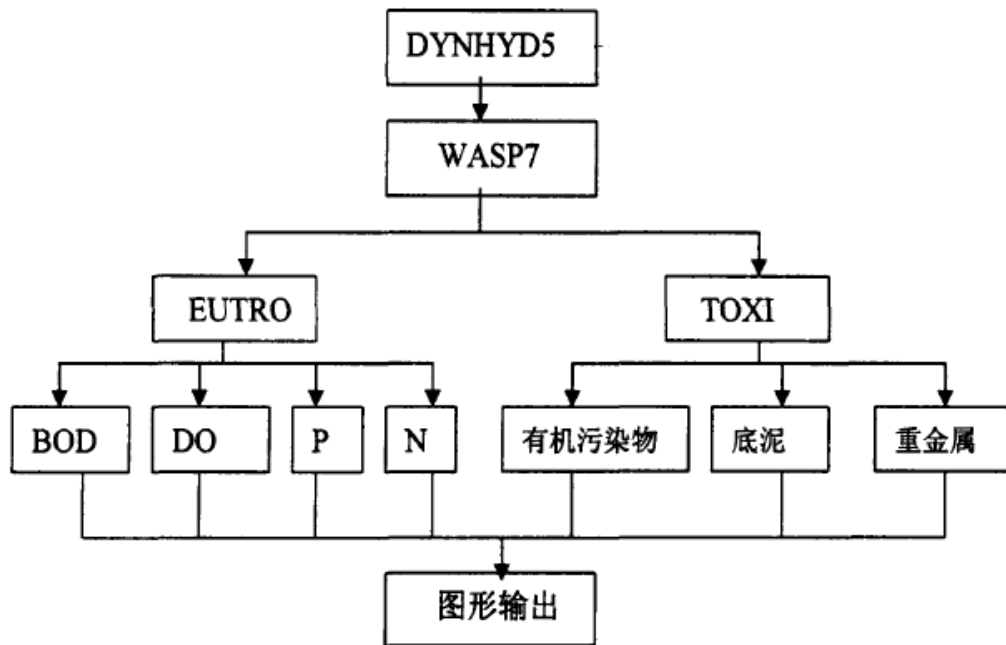 DYNHYD5
WASP7
EUTRO
TOXI
BOD
DO
P
N
有机污染物
底泥
重金属
图形输出